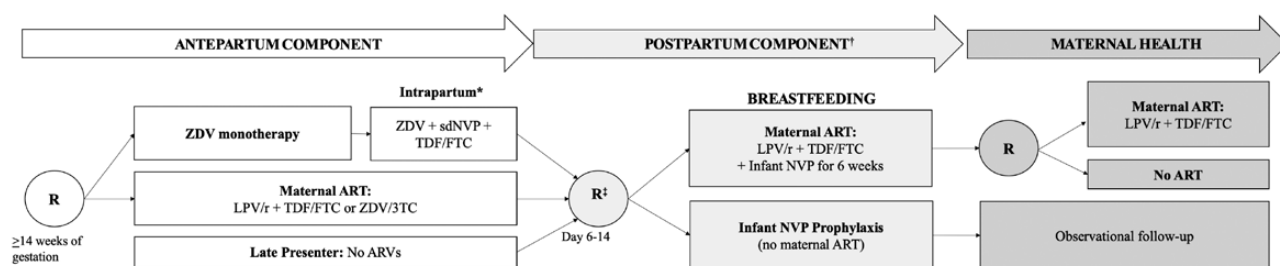 ANTEPARTUM COMPONENT
POSTPARTUM COMPONENT†
MATERNAL HEALTH
Intrapartum*
ZDV monotherapy
ZDV + sdNVP +
TDF/FTC
R
≥14 weeks of
gestation
Maternal ART:
LPV/r + TDF/FTC or ZDV/3TC
Late Presenter: No ARVs
R‡
Day 6-14
BREASTFEEDING
Maternal ART:
LPV/r + TDF/FTC
+ Infant NVP for 6 weeks
Infant NVP Prophylaxis
(no maternal ART)
R
Maternal ART:
LPV/r + TDF/FTC
No ART
Observational follow-up